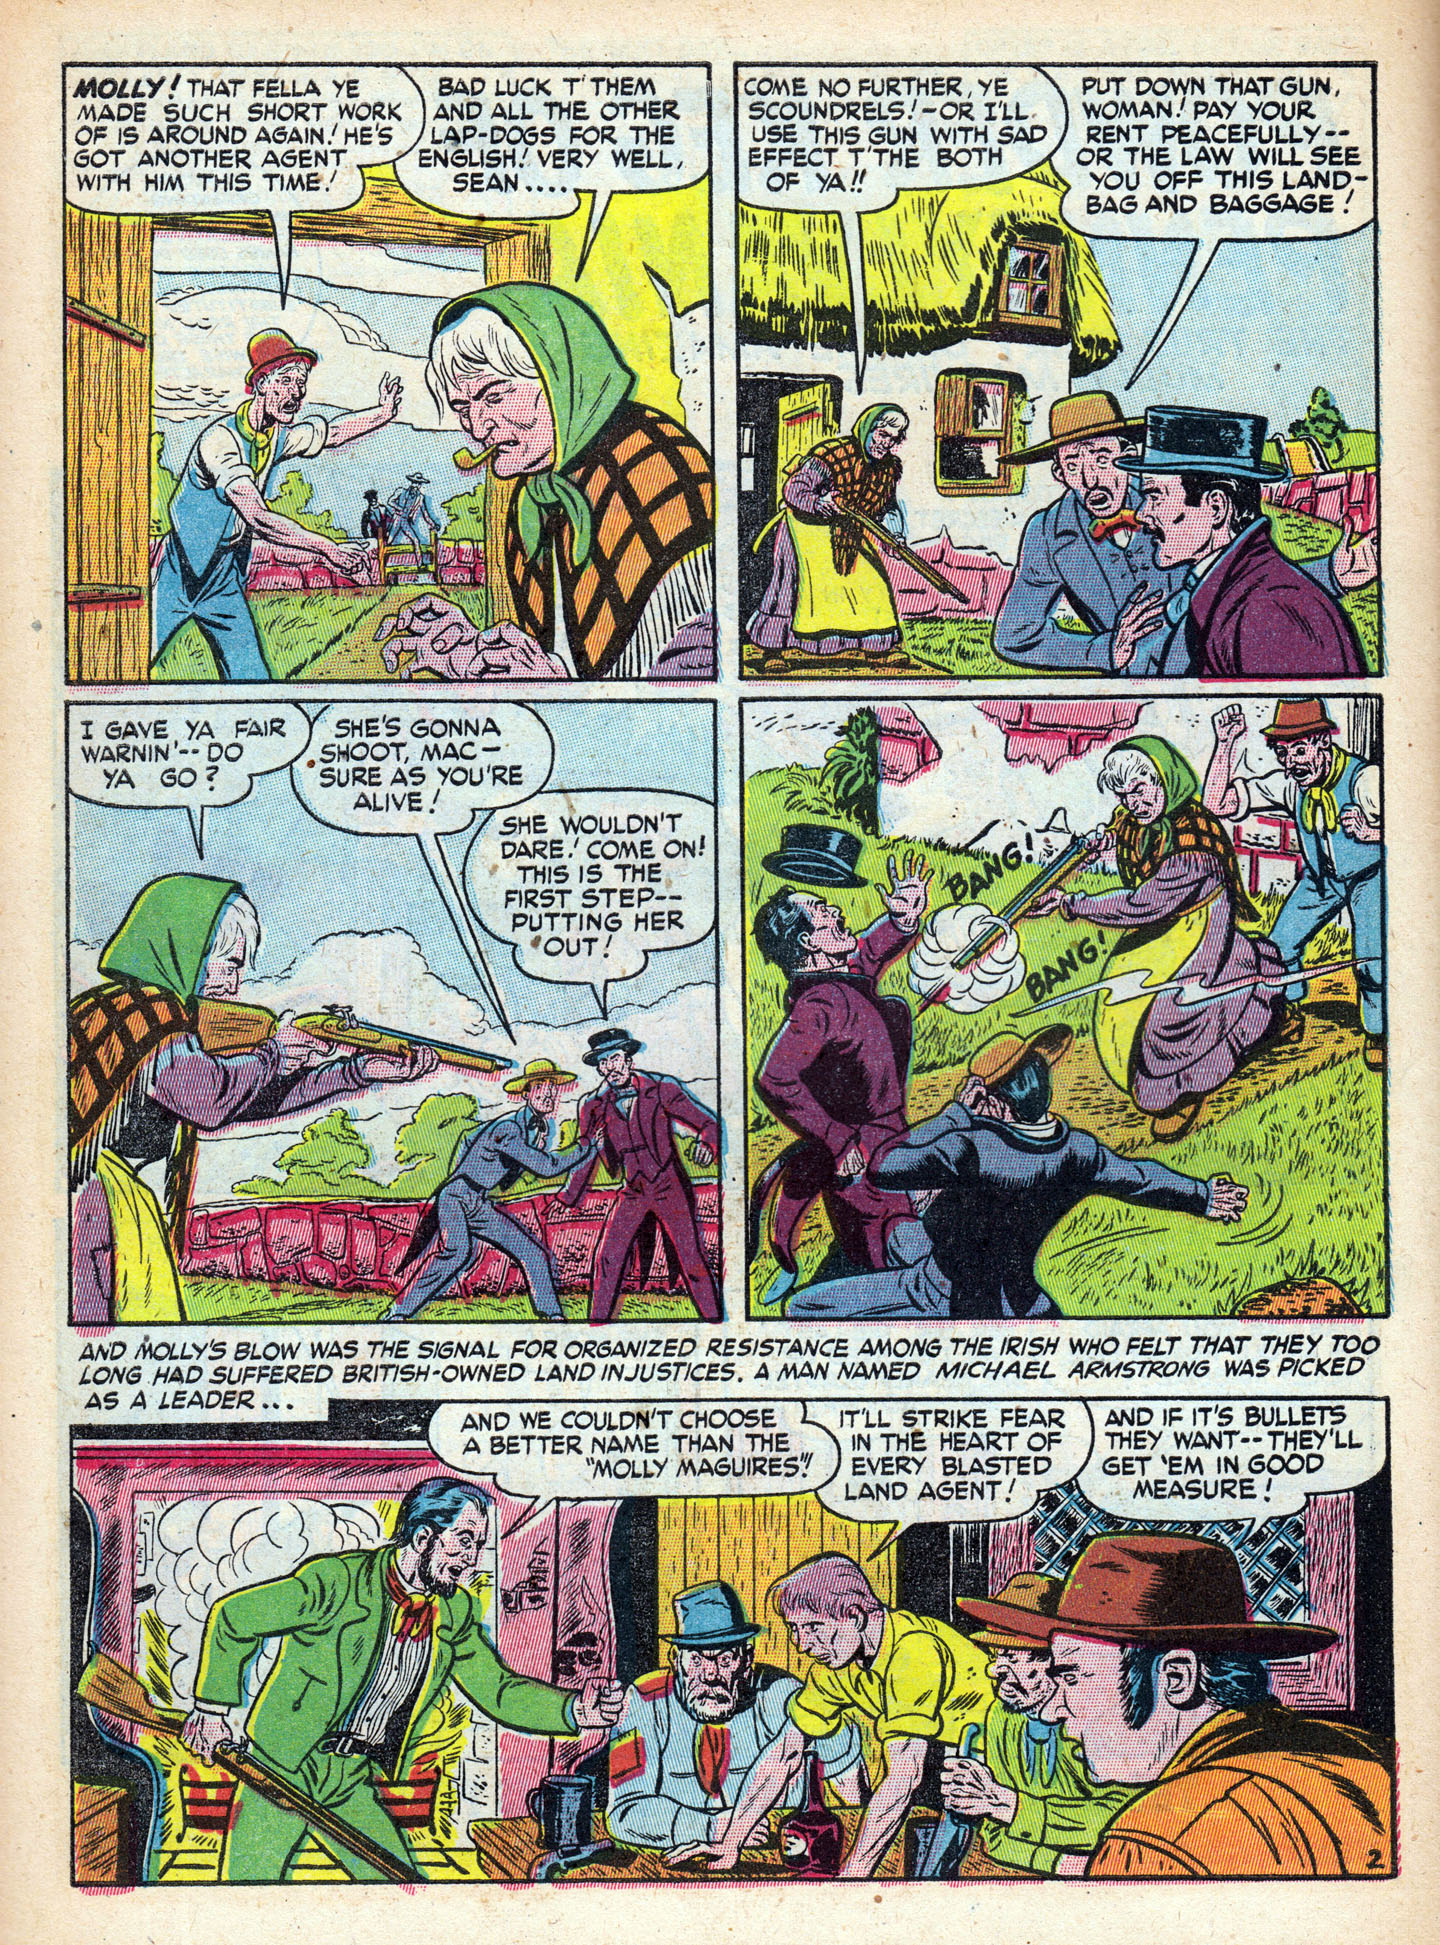 MOLLY! THAT FELLA YE
MADE SUCH SHORT WORK
OF IS AROUND AGAIN! HE'S
GOT ANOTHER AGENT
WITH HIM THIS TIME!
BAD LUCK T' THEM
AND ALL THE OTHER
LAP-DOGS FOR THE
ENGLISH! VERY WELL,
SEAN....
COME NO FURTHER, YE
SCOUNDRELS!-OR I'LL
USE THIS GUN WITH SAD
EFFECT T'THE BOTH
OF YA!!
PUT DOWN THAT GUN,
WOMAN! PAY YOUR
RENT PEACEFULLY--
OR THE LAW WILL SEE
YOU OFF THIS LAND-
BAG AND BAGGAGE!
I GAVE YA FAIR
WARNIN'-- DO
YA GO?
SHE'S GONNA
SHOOT, MAC-
SURE AS YOU'RE
ALIVE!
SHE WOULDN'T
DARE! COME ON!
THIS IS THE
FIRST STEP--
PUTTING HER
OUT!
BANG!
BANG!
AND MOLLY'S BLOW WAS THE SIGNAL FOR ORGANIZED RESISTANCE AMONG THE IRISH WHO FELT THAT THEY TOO
LONG HAD SUFFERED BRITISH-OWNED LAND INJUSTICES. A MAN NAMED MICHAEL ARMSTRONG WAS PICKED
AS A LEADER...
AND WE COULDN'T CHOOSE
A BETTER NAME THAN THE
"MOLLY MAGUIRES"!
IT'LL STRIKE FEAR
IN THE HEART OF
EVERY BLASTED
LAND AGENT!
AND IF IT'S BULLETS
THEY WANT-- THEY'LL
GET 'EM IN GOOD
MEASURE!
2